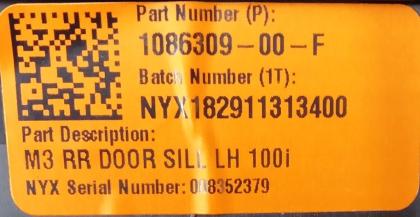 Part Number (P):
1086309-00-F
Batch Number (1T):
NYX182911313400
Part Description:
M3 RR DOOR SILL LH 100i
NYX Serial Number: 008352379